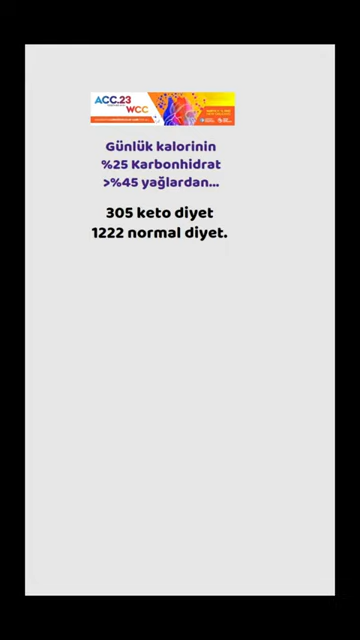 ACC.23
WCC
Günlük kalorinin
%25 Karbonhidrat
>%45 yağlardan...
305 keto diyet
1222 normal diyet.